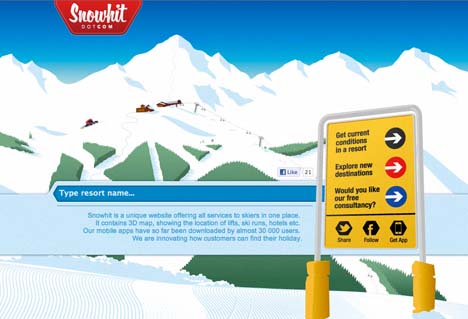 Snowhit
DOTCOM
Like 21
Type resort name...
Snowhit is a unique website offering all services to skiers in one place.
It contains 3D map, showing the location of lifts, ski runs, hotels etc.
Our mobile apps have so far been downloaded by almost 30 000 users.
We are innovating how customers can find their holiday.
Get current
conditions
in a resort
Explore new
destinations
Would you like
our free
consultancy?
Share Follow Get App